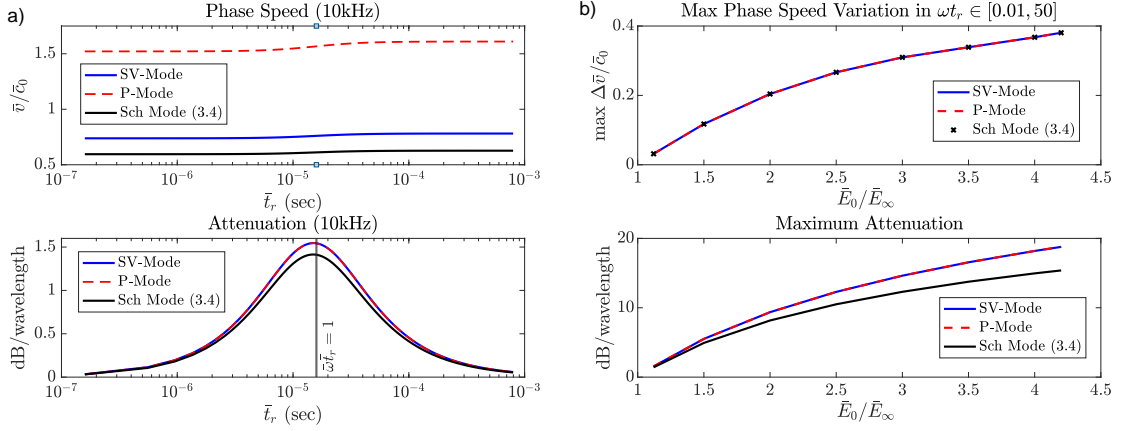 a)
Phase Speed (10kHz)
1.5
1
0.5
v̄/c̄₀
SV-Mode
P-Mode
Sch Mode (3.4)
10⁻⁷
10⁻⁶
10⁻⁵
10⁻⁴
10⁻³
t̄ᵣ (sec)
Attenuation (10kHz)
1.5
1
0.5
0
dB/wavelength
SV-Mode
P-Mode
Sch Mode (3.4)
ω̄t̄ᵣ = 1
10⁻⁷
10⁻⁶
10⁻⁵
10⁻⁴
10⁻³
t̄ᵣ (sec)
b)
Max Phase Speed Variation in ωtᵣ ∈ [0.01, 50]
0.4
0.2
0
max Δv̄/c̄₀
SV-Mode
P-Mode
Sch Mode (3.4)
1
1.5
2
2.5
3
3.5
4
4.5
Ē₀/Ē∞
Maximum Attenuation
20
10
0
dB/wavelength
SV-Mode
P-Mode
Sch Mode (3.4)
1
1.5
2
2.5
3
3.5
4
4.5
Ē₀/Ē∞